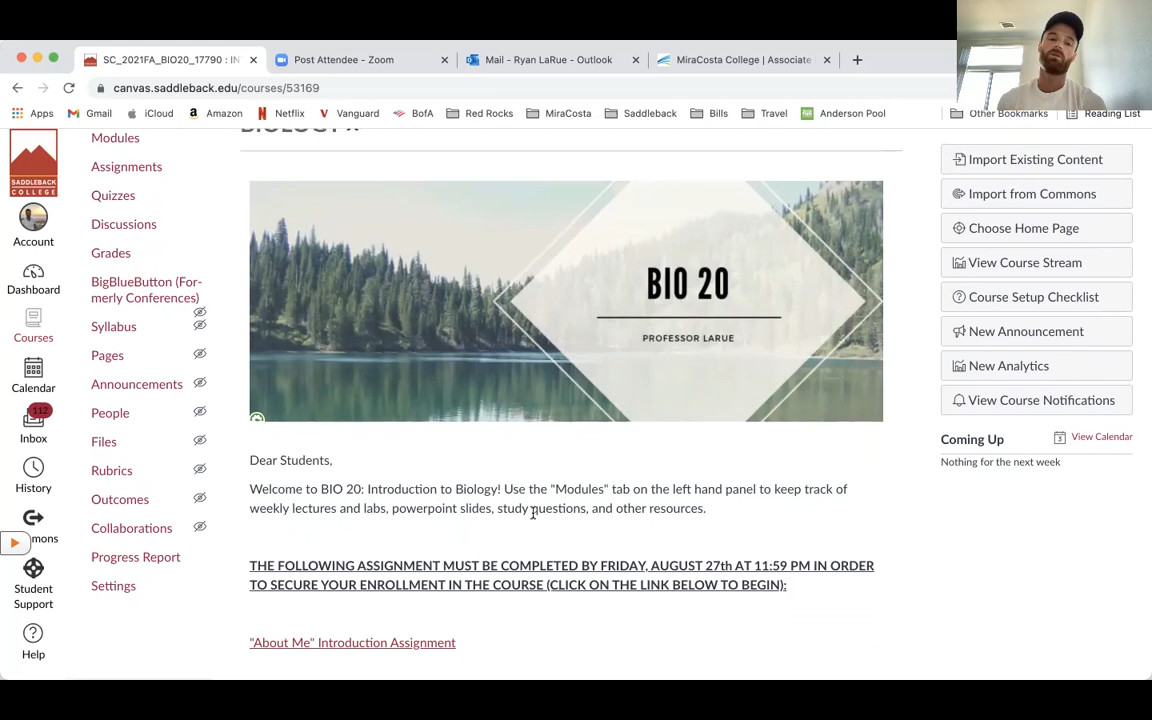 SC_2021FA_BIO20_17790 : IN
Post Attendee - Zoom
Mail - Ryan LaRue - Outlook
MiraCosta College | Associate
canvas.saddleback.edu/courses/53169
Apps
Gmail
iCloud
Amazon
Netflix
Vanguard
BofA
Red Rocks
MiraCosta
Saddleback
Bills
Travel
Anderson Pool
Other Bookmarks
Reading List
SADDLEBACK
COLLEGE
Account
Dashboard
Courses
Calendar
112
Inbox
History
mons
Student
Support
Help
Modules
Assignments
Quizzes
Discussions
Grades
BigBlueButton (For-
merly Conferences)
Syllabus
Pages
Announcements
People
Files
Rubrics
Outcomes
Collaborations
Progress Report
Settings
BIO 20
PROFESSOR LARUE
Dear Students,
Welcome to BIO 20: Introduction to Biology! Use the "Modules" tab on the left hand panel to keep track of
weekly lectures and labs, powerpoint slides, study questions, and other resources.
THE FOLLOWING ASSIGNMENT MUST BE COMPLETED BY FRIDAY, AUGUST 27th AT 11:59 PM IN ORDER
TO SECURE YOUR ENROLLMENT IN THE COURSE (CLICK ON THE LINK BELOW TO BEGIN):
"About Me" Introduction Assignment
Import Existing Content
Import from Commons
Choose Home Page
View Course Stream
Course Setup Checklist
New Announcement
New Analytics
View Course Notifications
Coming Up
View Calendar
Nothing for the next week